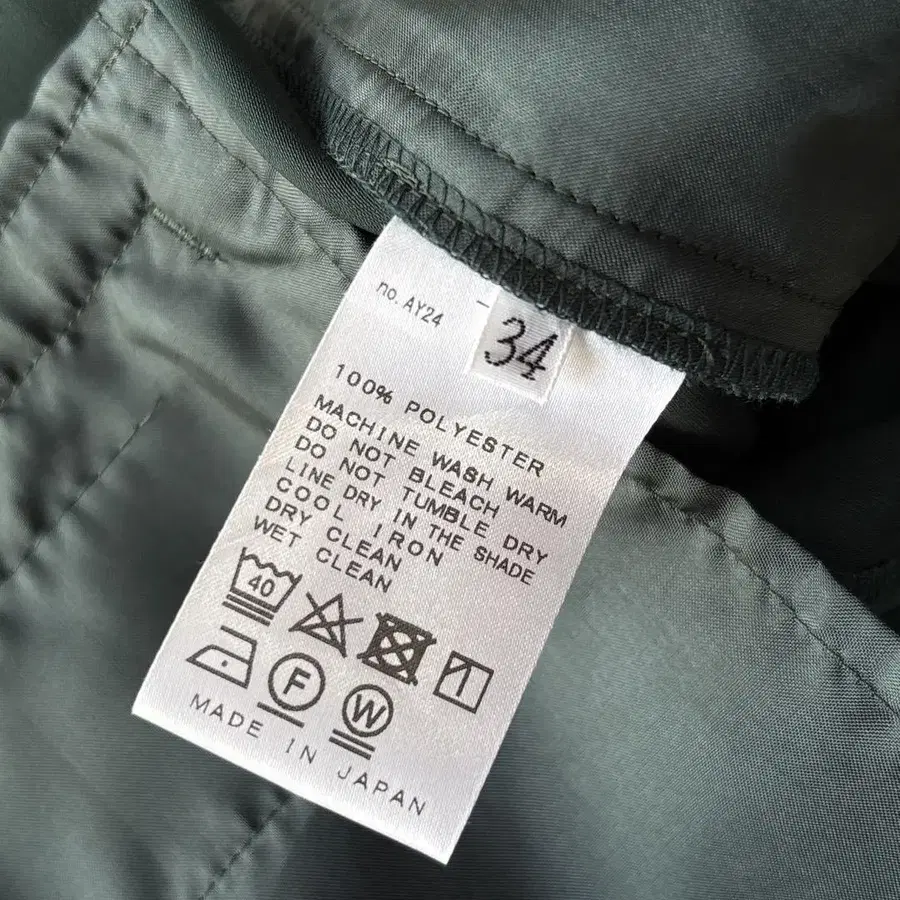 no. AY24
34
100% POLYESTER
MACHINE WASH WARM
DO NOT BLEACH
DO NOT TUMBLE DRY
LINE DRY IN THE SHADE
COOL IRON
DRY CLEAN
WET CLEAN
40
F
W
MADE IN JAPAN